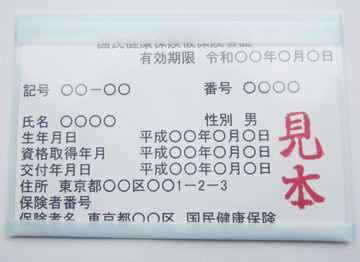 国民健康保険被保険者証
有効期限 令和〇〇年〇月〇日
記号 〇〇-〇〇 番号 〇〇〇〇
氏名 〇〇〇〇 性別 男
生年月日 平成〇〇年〇月〇日
資格取得年月 平成〇〇年〇月〇日
交付年月日 平成〇〇年〇月〇日
住所 東京都〇〇区〇〇1-2-3
保険者番号
保険者名 東京都〇〇区 国民健康保険
見本